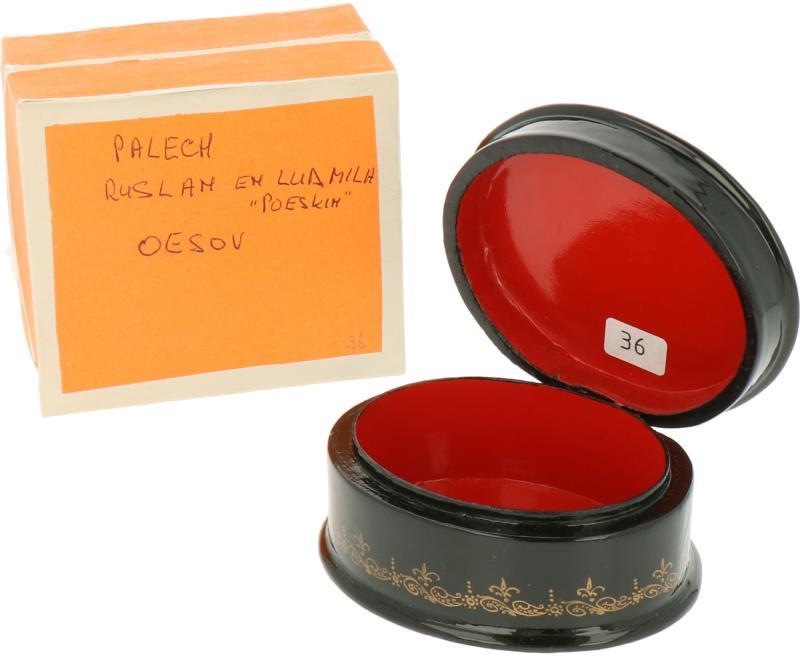 PALECH
RUSLAN EN LUDMILA
"POESKIN"
OESOV
36
36